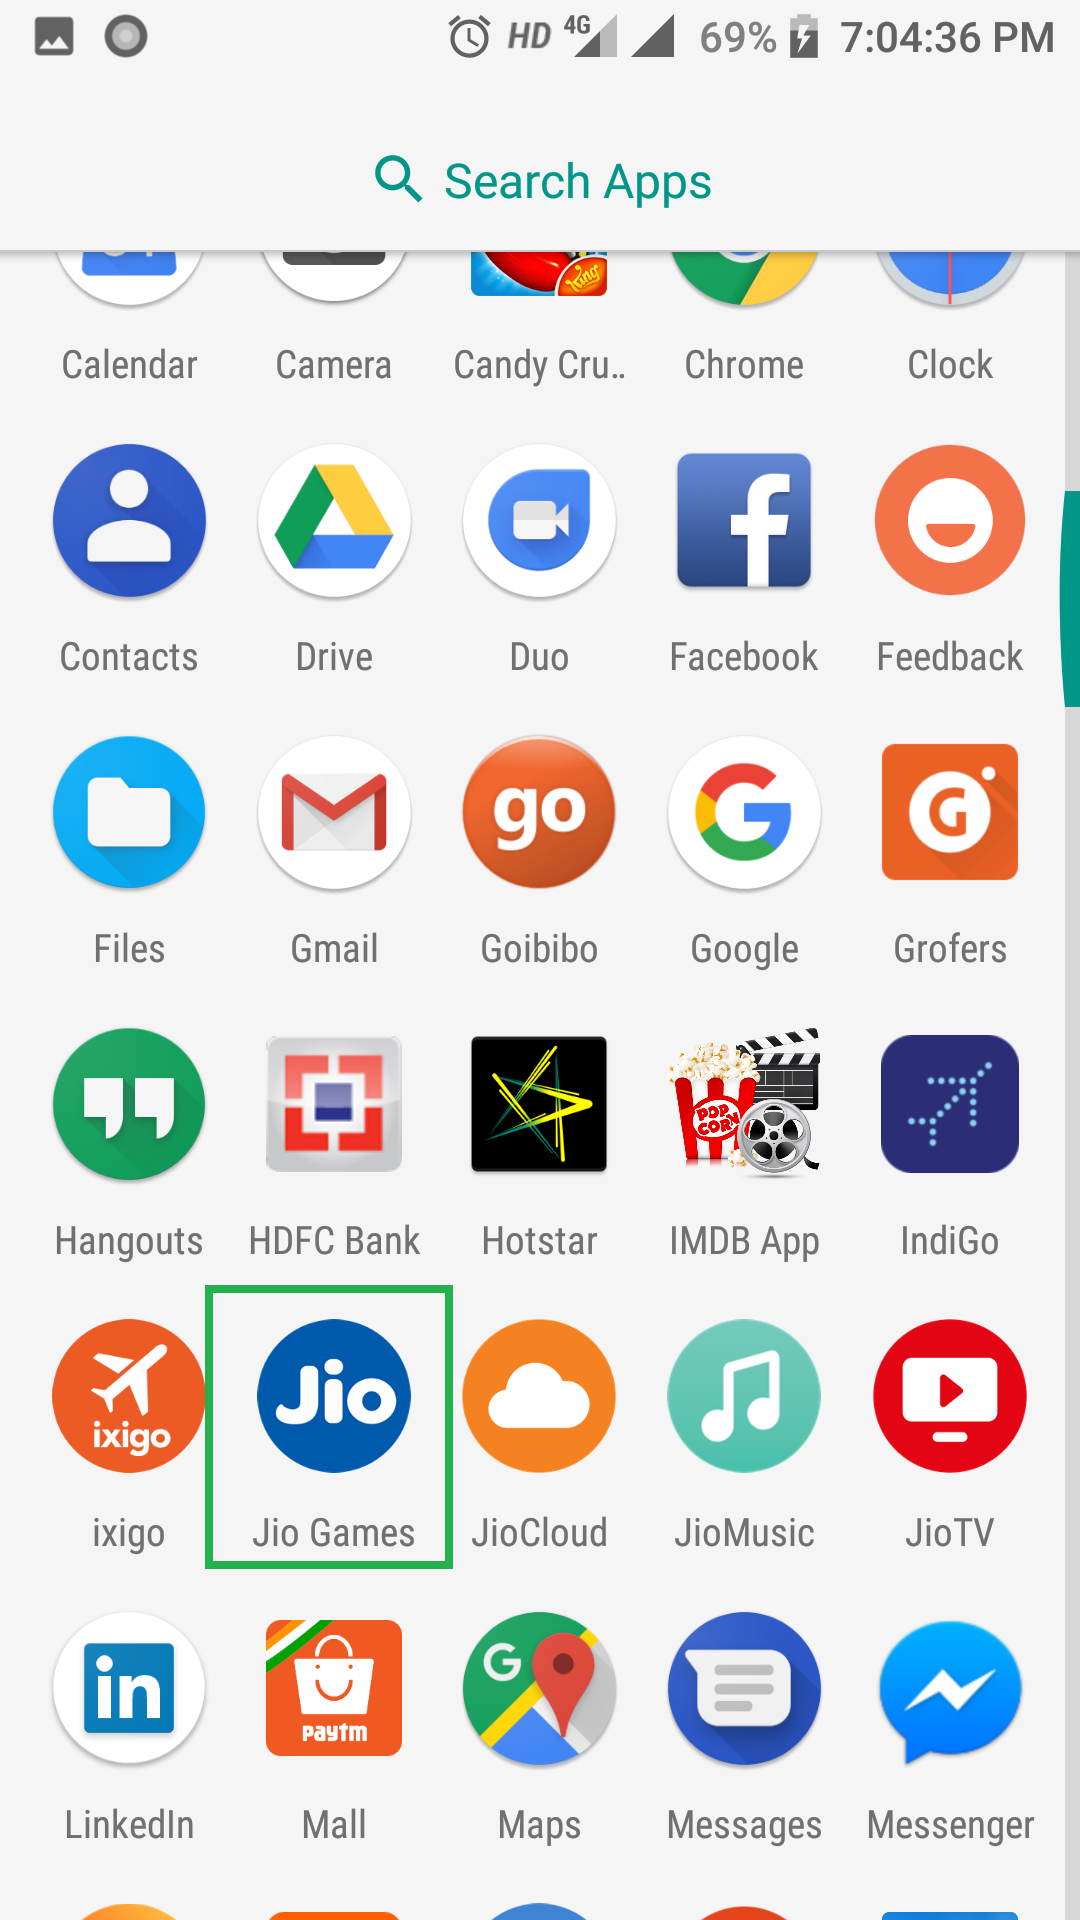 HD 4G 69% 7:04:36 PM
Search Apps
King
Calendar Camera Candy Cru.. Chrome Clock
f
Contacts Drive Duo Facebook Feedback
go G G
Files Gmail Goibibo Google Grofers
POP
CORN
Hangouts HDFC Bank Hotstar IMDB App IndiGo
ixigo Jio
ixigo Jio Games JioCloud JioMusic JioTV
in paytm G
LinkedIn Mall Maps Messages Messenger